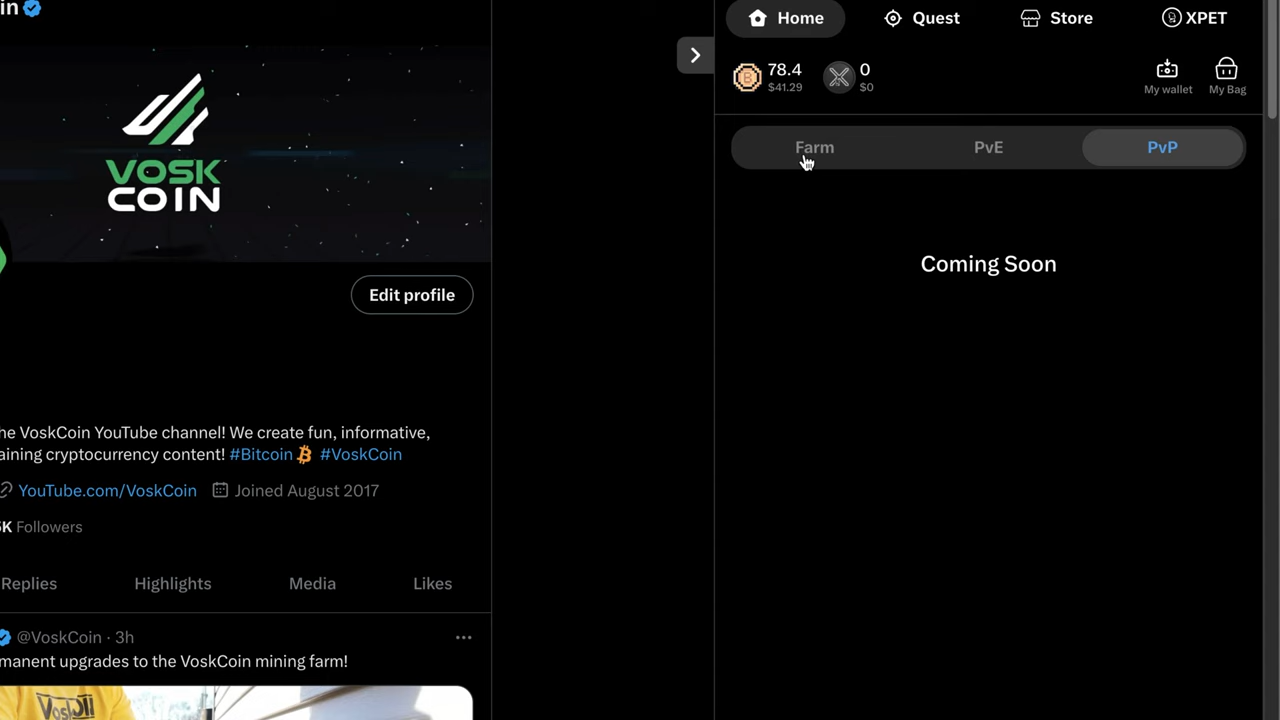 in
VOSK
COIN
Edit profile
he VoskCoin YouTube channel! We create fun, informative,
aining cryptocurrency content! #Bitcoin #VoskCoin
YouTube.com/VoskCoin Joined August 2017
K Followers
Replies Highlights Media Likes
@VoskCoin · 3h
manent upgrades to the VoskCoin mining farm!
Home Quest Store XPET
78.4 0
$41.29 $0
My wallet My Bag
Farm PvE PvP
Coming Soon